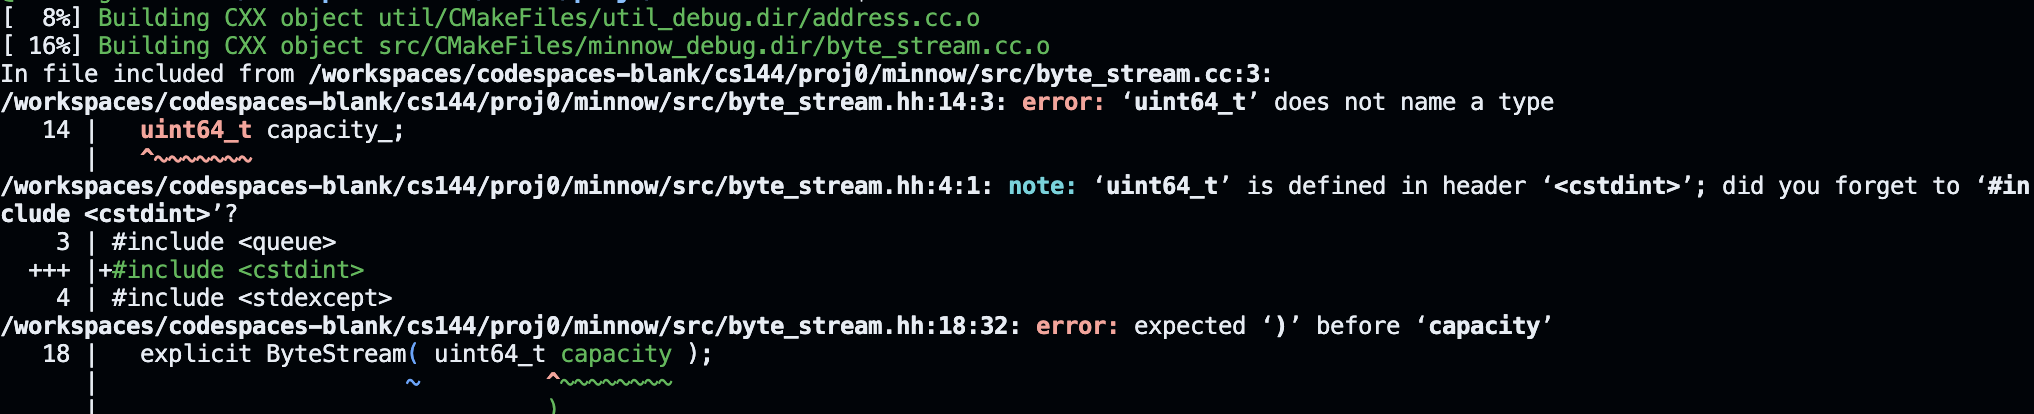 [  8%] Building CXX object util/CMakeFiles/util_debug.dir/address.cc.o
[ 16%] Building CXX object src/CMakeFiles/minnow_debug.dir/byte_stream.cc.o
In file included from /workspaces/codespaces-blank/cs144/proj0/minnow/src/byte_stream.cc:3:
/workspaces/codespaces-blank/cs144/proj0/minnow/src/byte_stream.hh:14:3: error: ‘uint64_t’ does not name a type
   14 |   uint64_t capacity_;
      |   ^~~~~~~~
/workspaces/codespaces-blank/cs144/proj0/minnow/src/byte_stream.hh:4:1: note: ‘uint64_t’ is defined in header ‘<cstdint>’; did you forget to ‘#in
clude <cstdint>’?
    3 | #include <queue>
  +++ |+#include <cstdint>
    4 | #include <stdexcept>
/workspaces/codespaces-blank/cs144/proj0/minnow/src/byte_stream.hh:18:32: error: expected ‘)’ before ‘capacity’
   18 |   explicit ByteStream( uint64_t capacity );
      |                      ~         ^~~~~~~~~
      |                                )